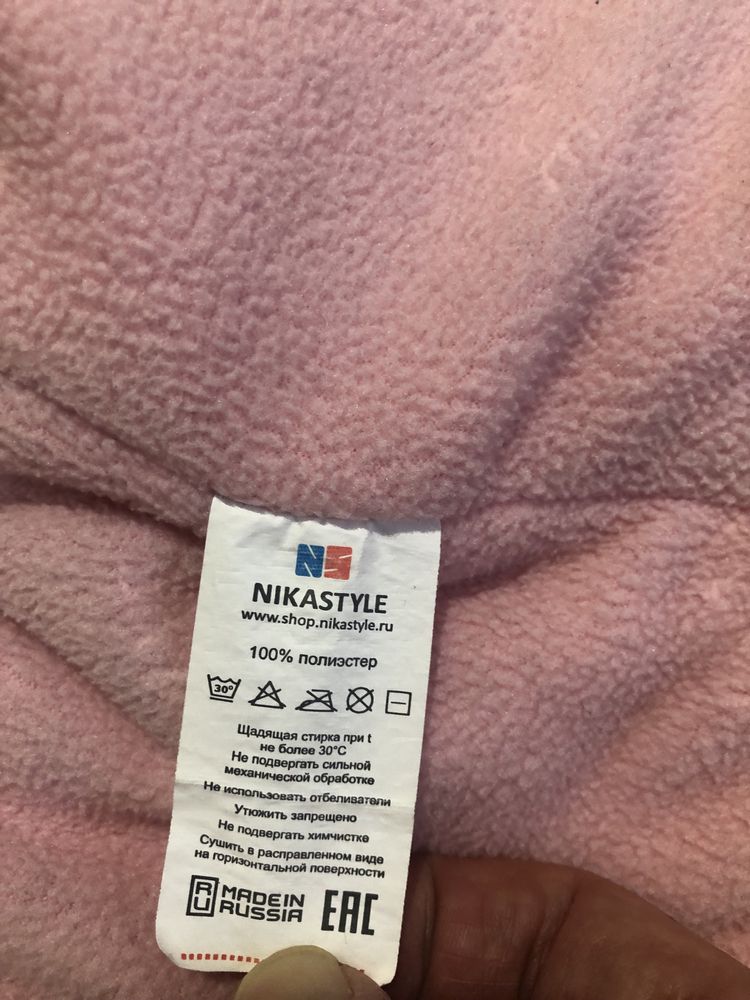 NS
NIKASTYLE
www.shop.nikastyle.ru
100% полиэстер
30°
Щадящая стирка при t
не более 30°C
Не подвергать сильной
механической обработке
Не использовать отбеливатели
Утюжить запрещено
Не подвергать химчистке
Сушить в расправленном виде
на горизонтальной поверхности
RU MADE IN
RUSSIA
EAC